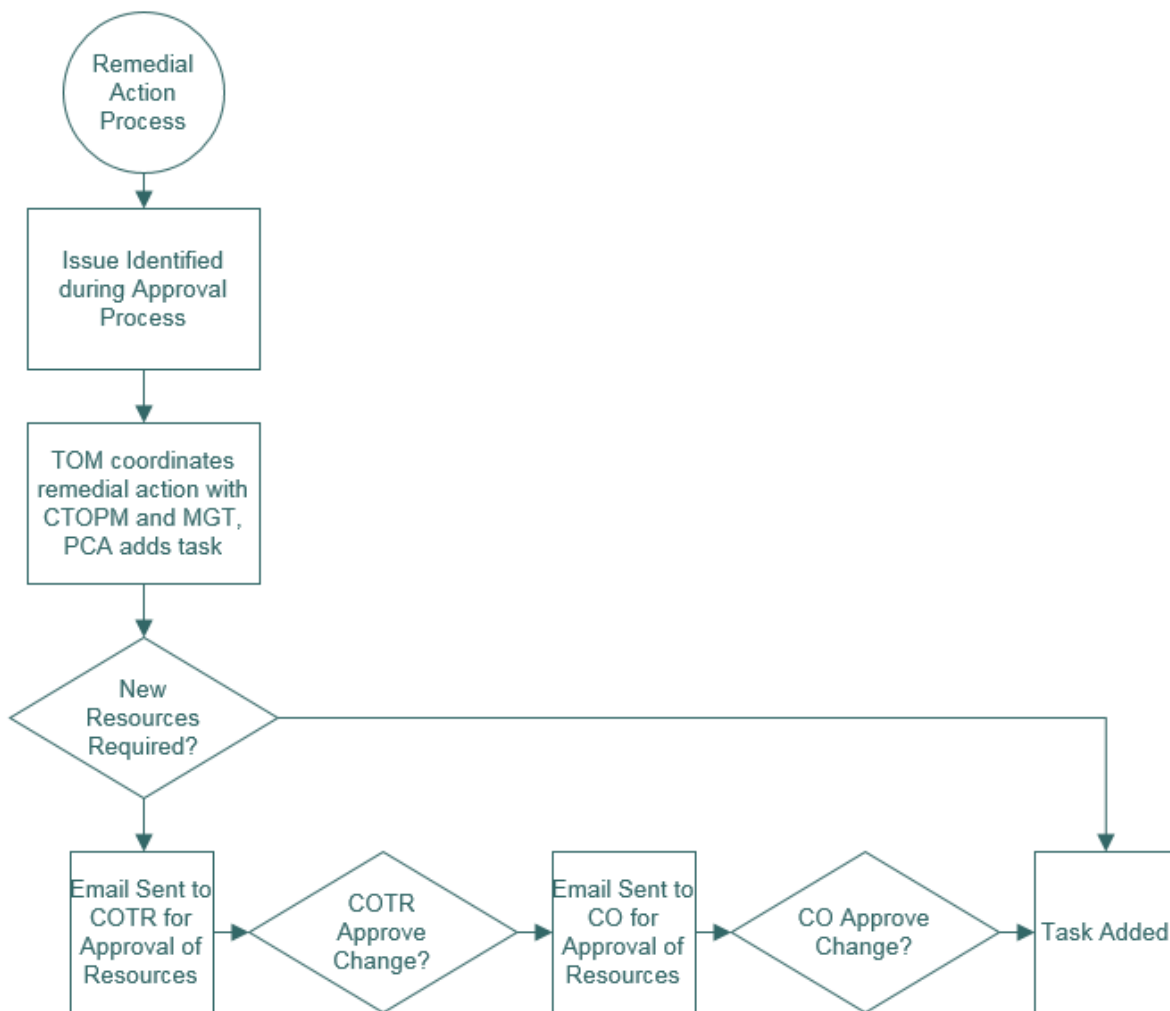 Remedial
Action
Process
Issue Identified
during Approval
Process
TOM coordinates
remedial action with
CTOPM and MGT,
PCA adds task
New
Resources
Required?
Email Sent to
COTR for
Approval of
Resources
COTR
Approve
Change?
Email Sent to
CO for
Approval of
Resources
CO Approve
Change?
Task Added